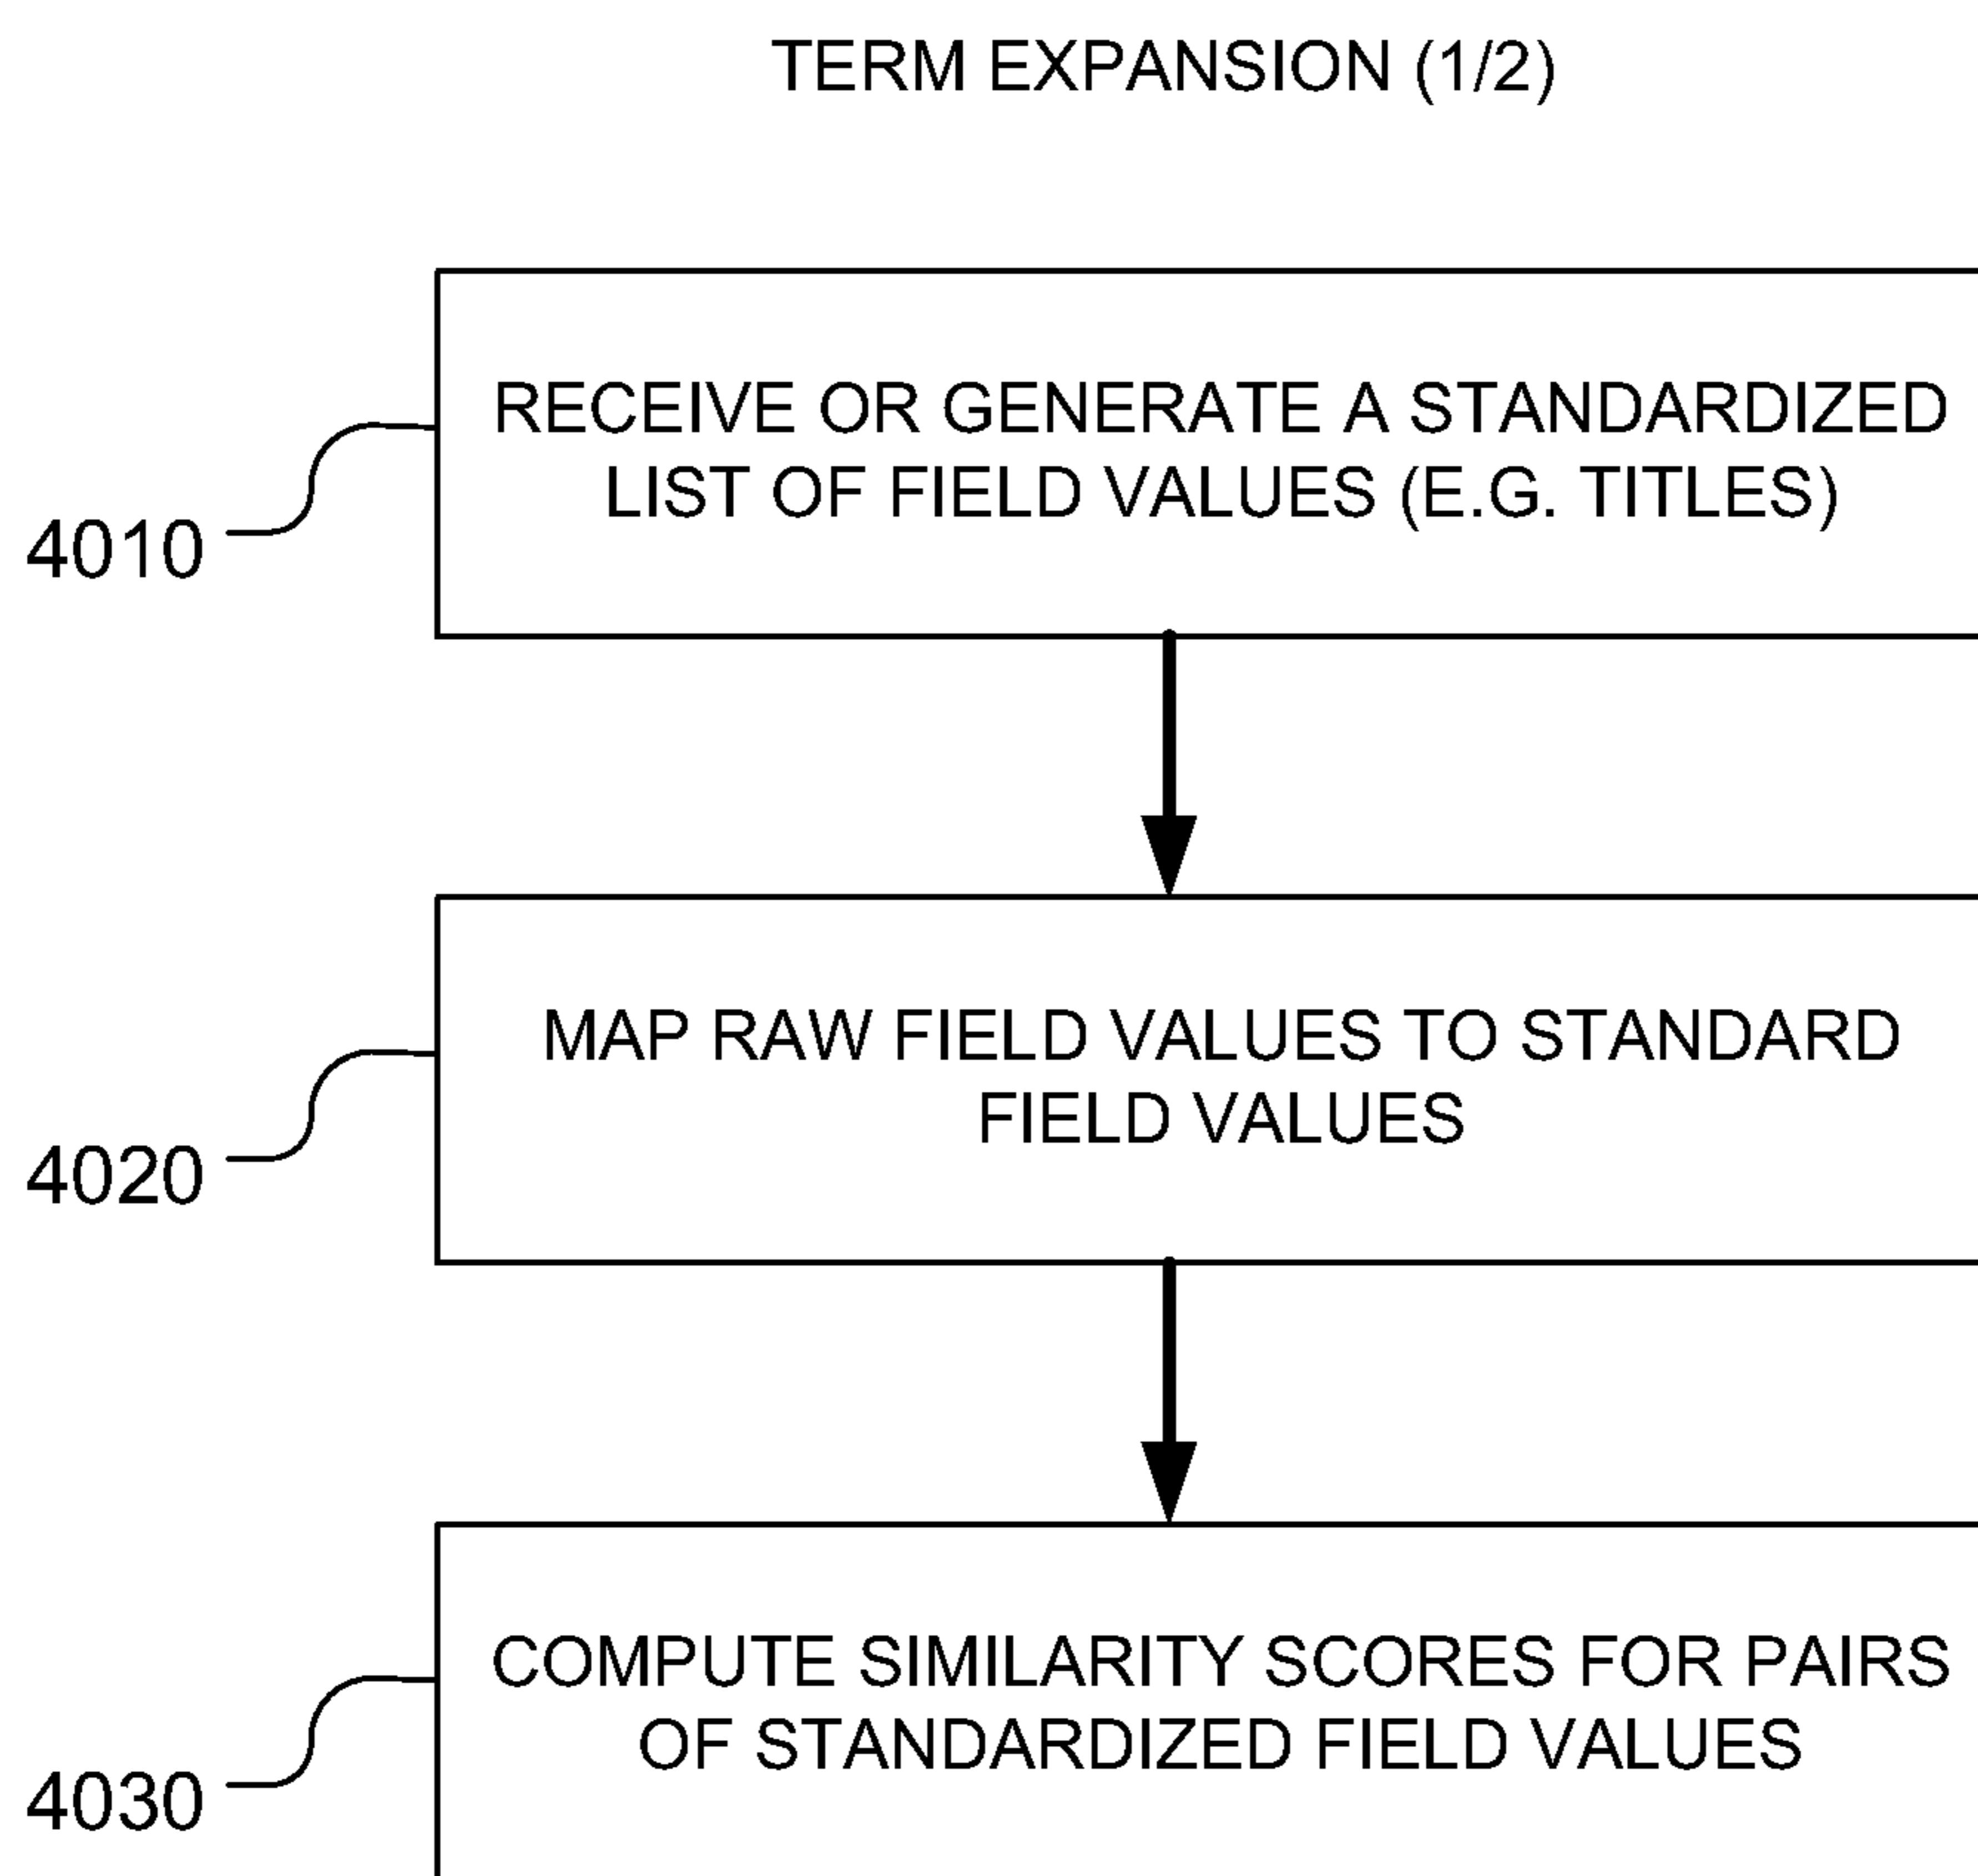 TERM EXPANSION (1/2)
RECEIVE OR GENERATE A STANDARDIZED
LIST OF FIELD VALUES (E.G. TITLES)
4010
MAP RAW FIELD VALUES TO STANDARD
FIELD VALUES
4020
COMPUTE SIMILARITY SCORES FOR PAIRS
OF STANDARDIZED FIELD VALUES
4030